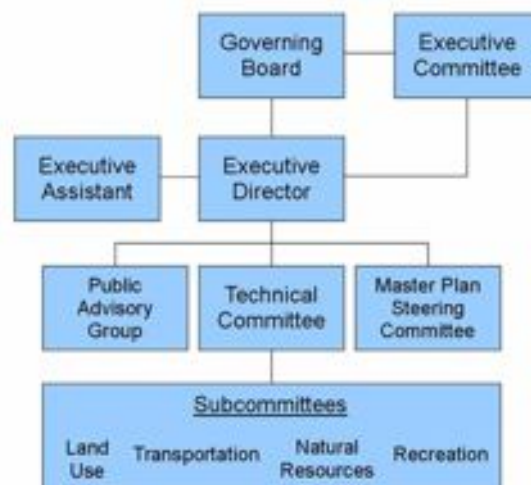 Governing
Board
Executive
Committee
Executive
Assistant
Executive
Director
Public
Advisory
Group
Technical
Committee
Master Plan
Steering
Committee
Subcommittees
Land
Use
Transportation
Natural
Resources
Recreation